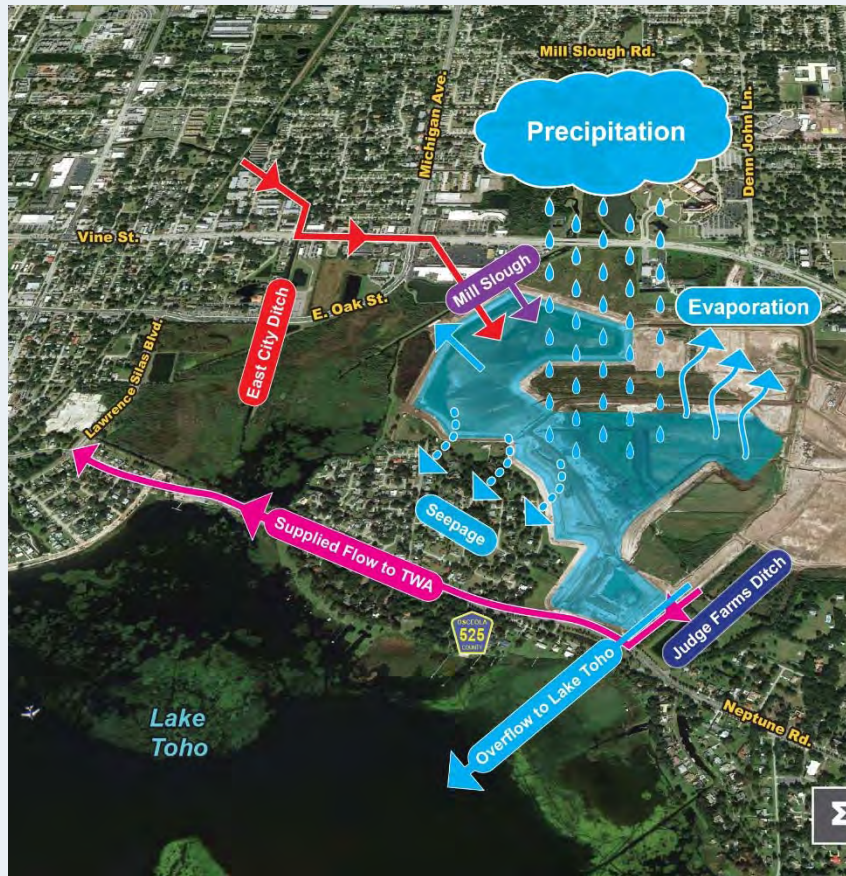 Mill Slough Rd.
Michigan Ave.
Denn John Ln.
Precipitation
Vine St.
Mill Slough
Evaporation
E. Oak St.
East City Ditch
Lawrence Silas Blvd.
Seepage
Supplied Flow to TWA
OSCEOLA
525
COUNTY
Judge Farms Ditch
Overflow to Lake Toho
Neptune Rd.
Lake
Toho
Σ